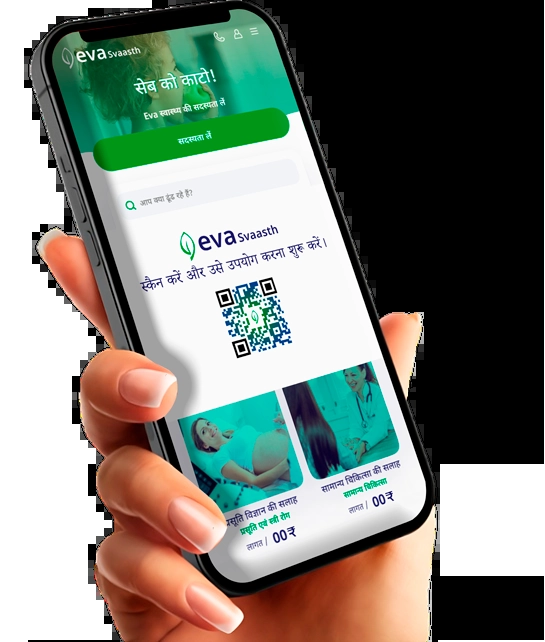 eva Svaasth
सेब को काटो!
Eva स्वास्थ्य की सदस्यता लें
सदस्यता लें
आप क्या ढूंढ रहे हैं?
eva Svaasth
स्कैन करें और उसे उपयोग करना शुरू करें।
प्रसूति विज्ञान की सलाह
प्रसूति एवं स्त्री रोग
लागत / 00₹
सामान्य चिकित्सा की सलाह
सामान्य चिकित्सा
लागत / 00₹